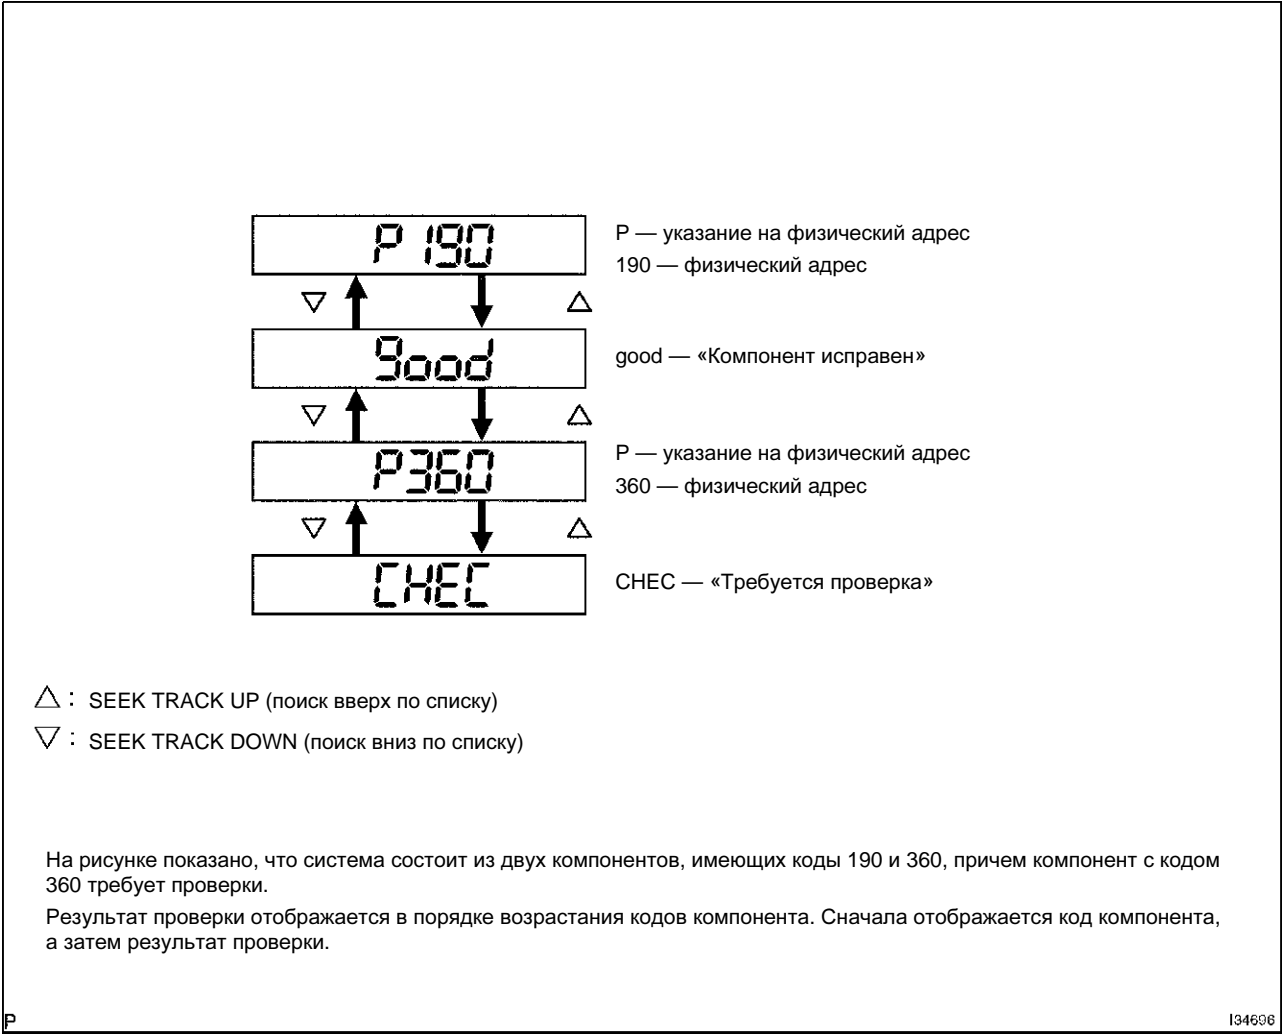 P190
P — указание на физический адрес
190 — физический адрес
good
good — «Компонент исправен»
P360
P — указание на физический адрес
360 — физический адрес
CHEC
CHEC — «Требуется проверка»
△ : SEEK TRACK UP (поиск вверх по списку)
▽ : SEEK TRACK DOWN (поиск вниз по списку)
На рисунке показано, что система состоит из двух компонентов, имеющих коды 190 и 360, причем компонент с кодом
360 требует проверки.
Результат проверки отображается в порядке возрастания кодов компонента. Сначала отображается код компонента,
а затем результат проверки.
P
I34696